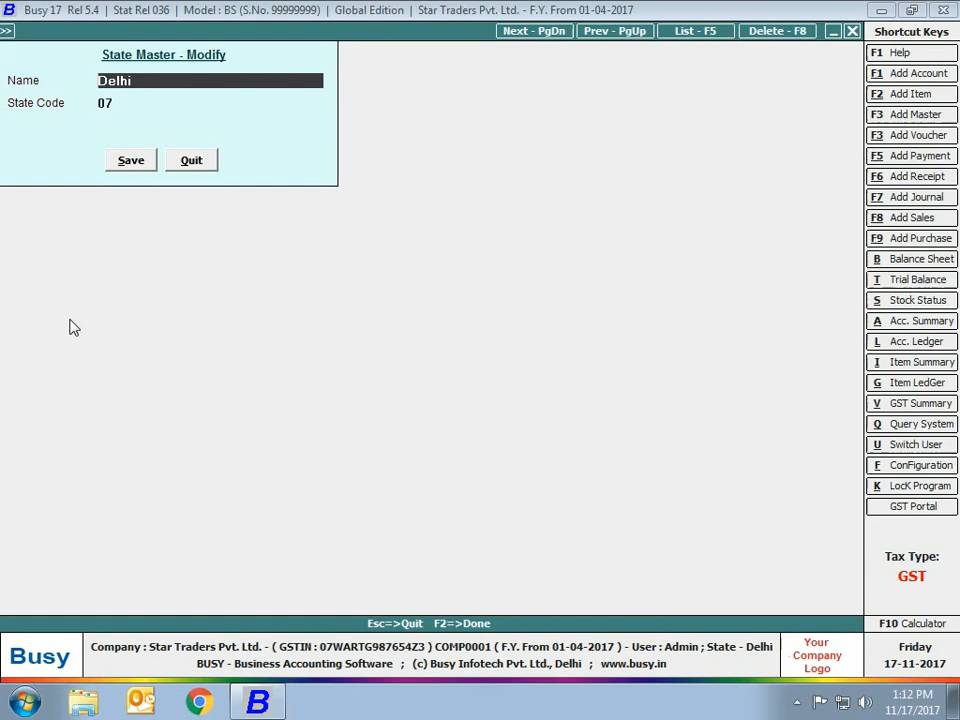 Busy 17 Rel 5.4 | Stat Rel 036 | Model : BS (S.No. 99999999) | Global Edition | Star Traders Pvt. Ltd. - F.Y. From 01-04-2017
>> Next - PgDn Prev - PgUp List - F5 Delete - F8
State Master - Modify
Name Delhi
State Code 07
Save Quit
Shortcut Keys
F1 Help
F1 Add Account
F2 Add Item
F3 Add Master
F3 Add Voucher
F5 Add Payment
F6 Add Receipt
F7 Add Journal
F8 Add Sales
F9 Add Purchase
B Balance Sheet
T Trial Balance
S Stock Status
A Acc. Summary
L Acc. Ledger
I Item Summary
G Item LedGer
V GST Summary
Q Query System
U Switch User
F ConFiguration
K LocK Program
GST Portal
Tax Type:
GST
Esc=>Quit F2=>Done
F10 Calculator
Busy
Company : Star Traders Pvt. Ltd. - ( GSTIN : 07WARTG987654Z3 ) COMP0001 ( F.Y. From 01-04-2017 ) - User : Admin ; State - Delhi
BUSY - Business Accounting Software ; (c) Busy Infotech Pvt. Ltd., Delhi ; www.busy.in
Your
Company
Logo
Friday
17-11-2017
1:12 PM
11/17/2017